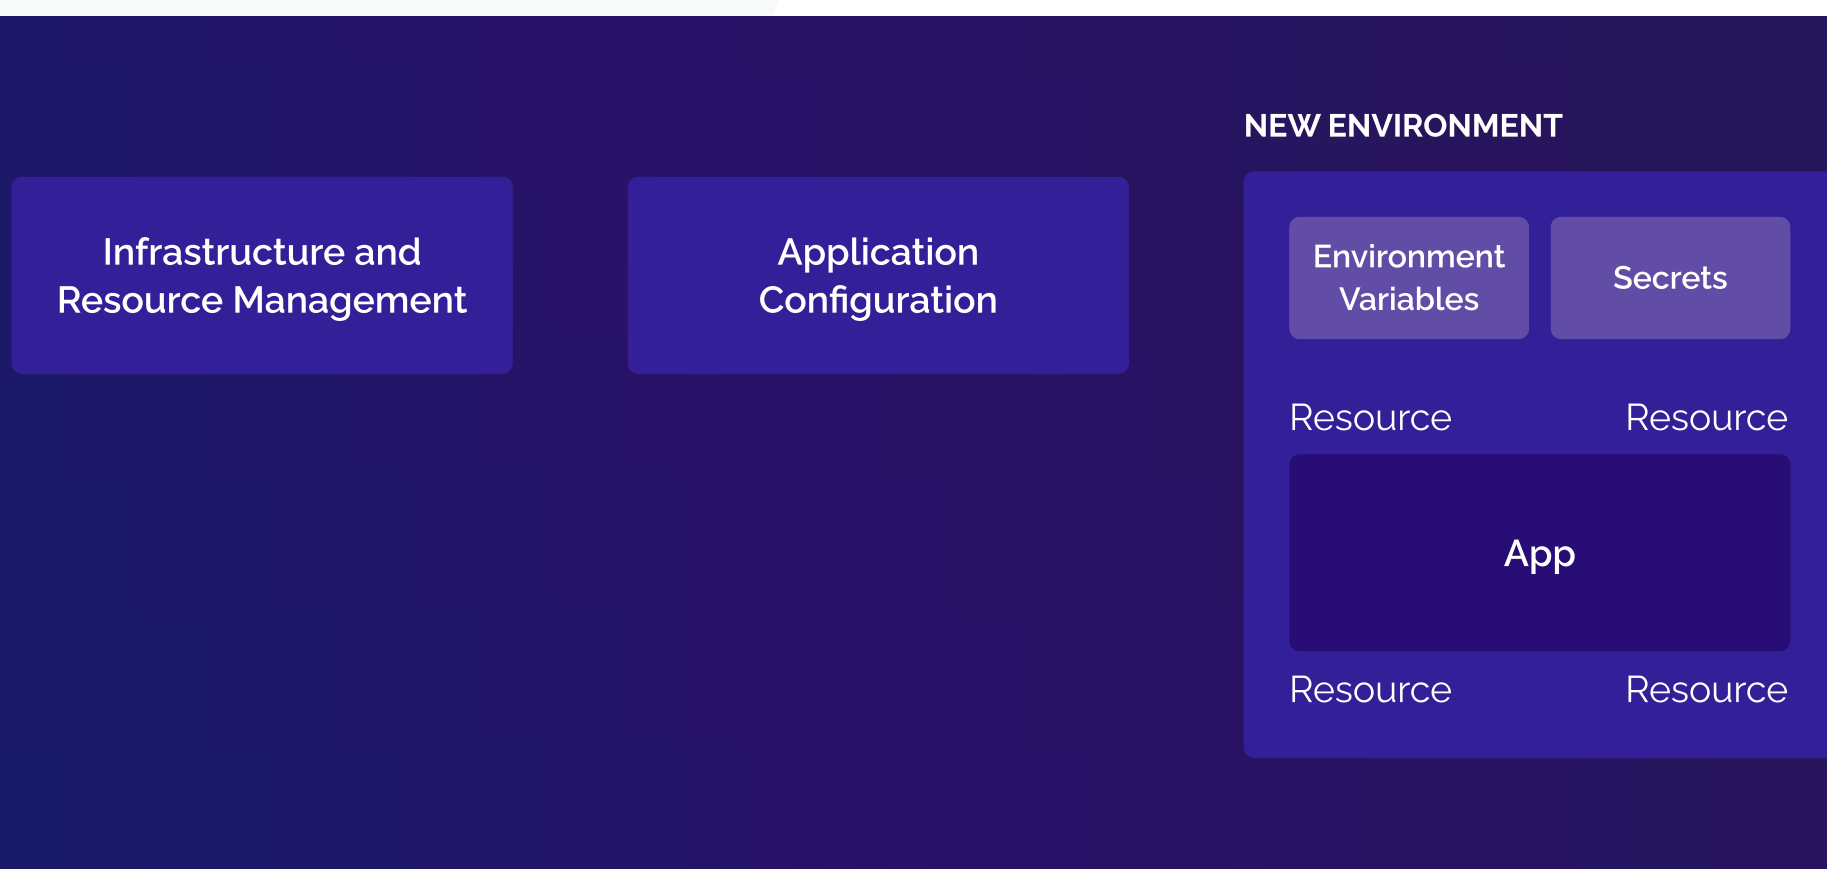 Infrastructure and
Resource Management
Application
Configuration
NEW ENVIRONMENT
Environment
Variables
Secrets
Resource
Resource
App
Resource
Resource